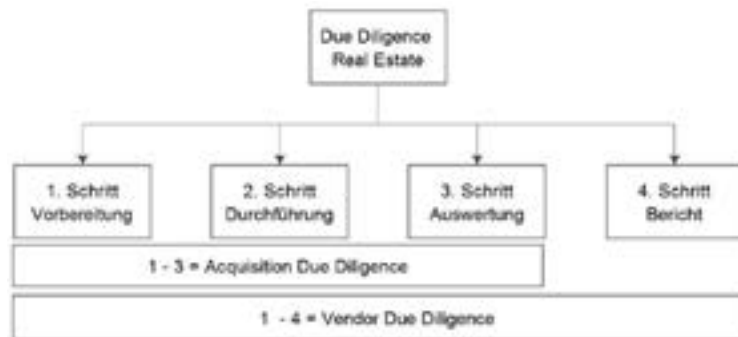 Due Diligence
Real Estate
1. Schritt
Vorbereitung
2. Schritt
Durchführung
3. Schritt
Auswertung
4. Schritt
Bericht
1 - 3 = Acquisition Due Diligence
1 - 4 = Vendor Due Diligence